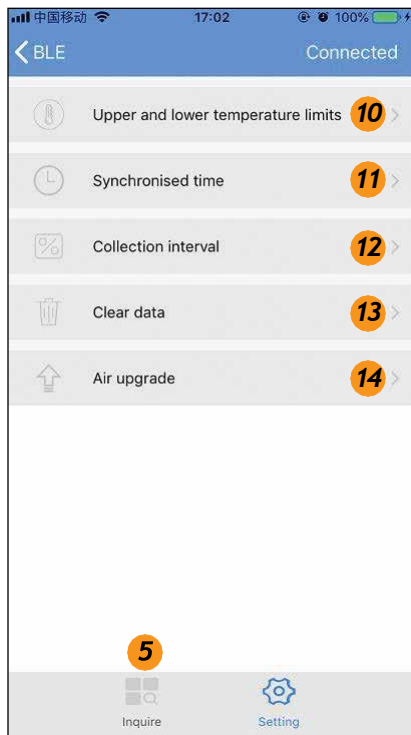 中国移动 17:02 100%
BLE Connected
Upper and lower temperature limits 10
Synchronised time 11
Collection interval 12
Clear data 13
Air upgrade 14
5
Inquire Setting